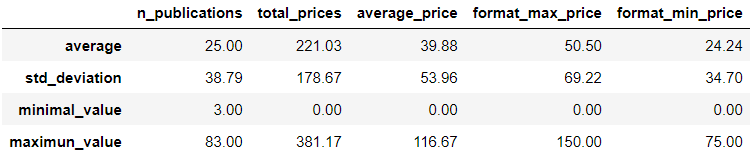 n_publications total_prices average_price format_max_price format_min_price
average 25.00 221.03 39.88 50.50 24.24
std_deviation 38.79 178.67 53.96 69.22 34.70
minimal_value 3.00 0.00 0.00 0.00 0.00
maximun_value 83.00 381.17 116.67 150.00 75.00